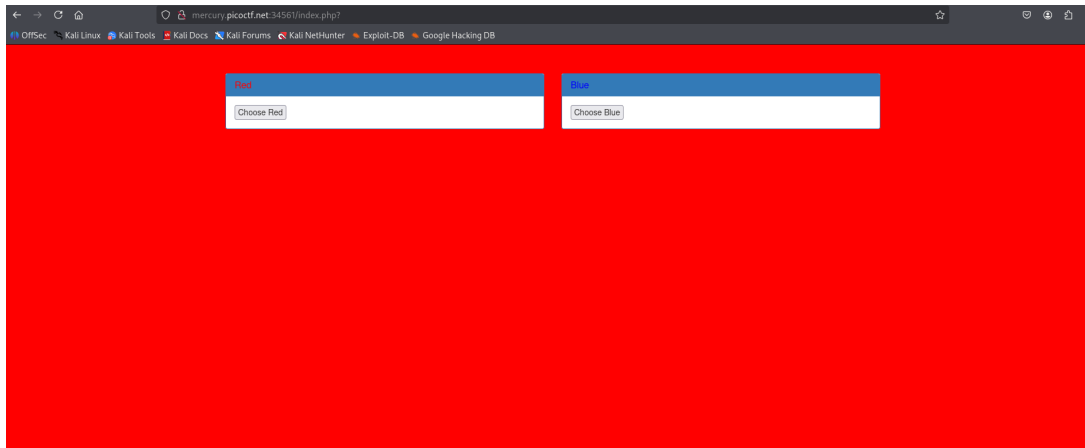 mercury.picoctf.net:34561/index.php?
OffSec Kali Linux Kali Tools Kali Docs Kali Forums Kali NetHunter Exploit-DB Google Hacking DB
Red Blue
Choose Red Choose Blue